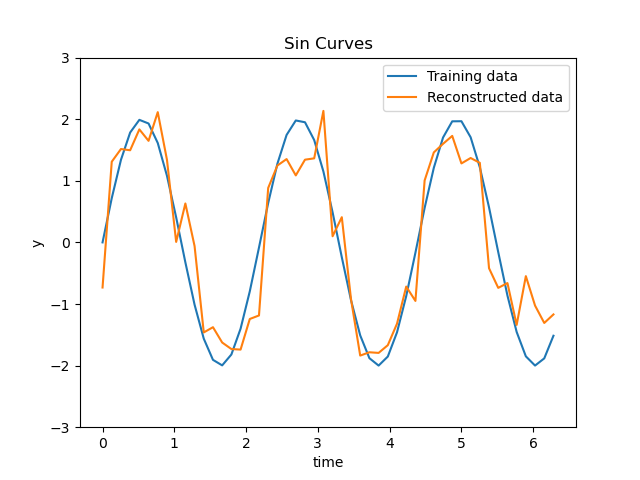 Sin Curves
Training data
Reconstructed data
3
2
1
0
−1
−2
−3
y
0 1 2 3 4 5 6
time